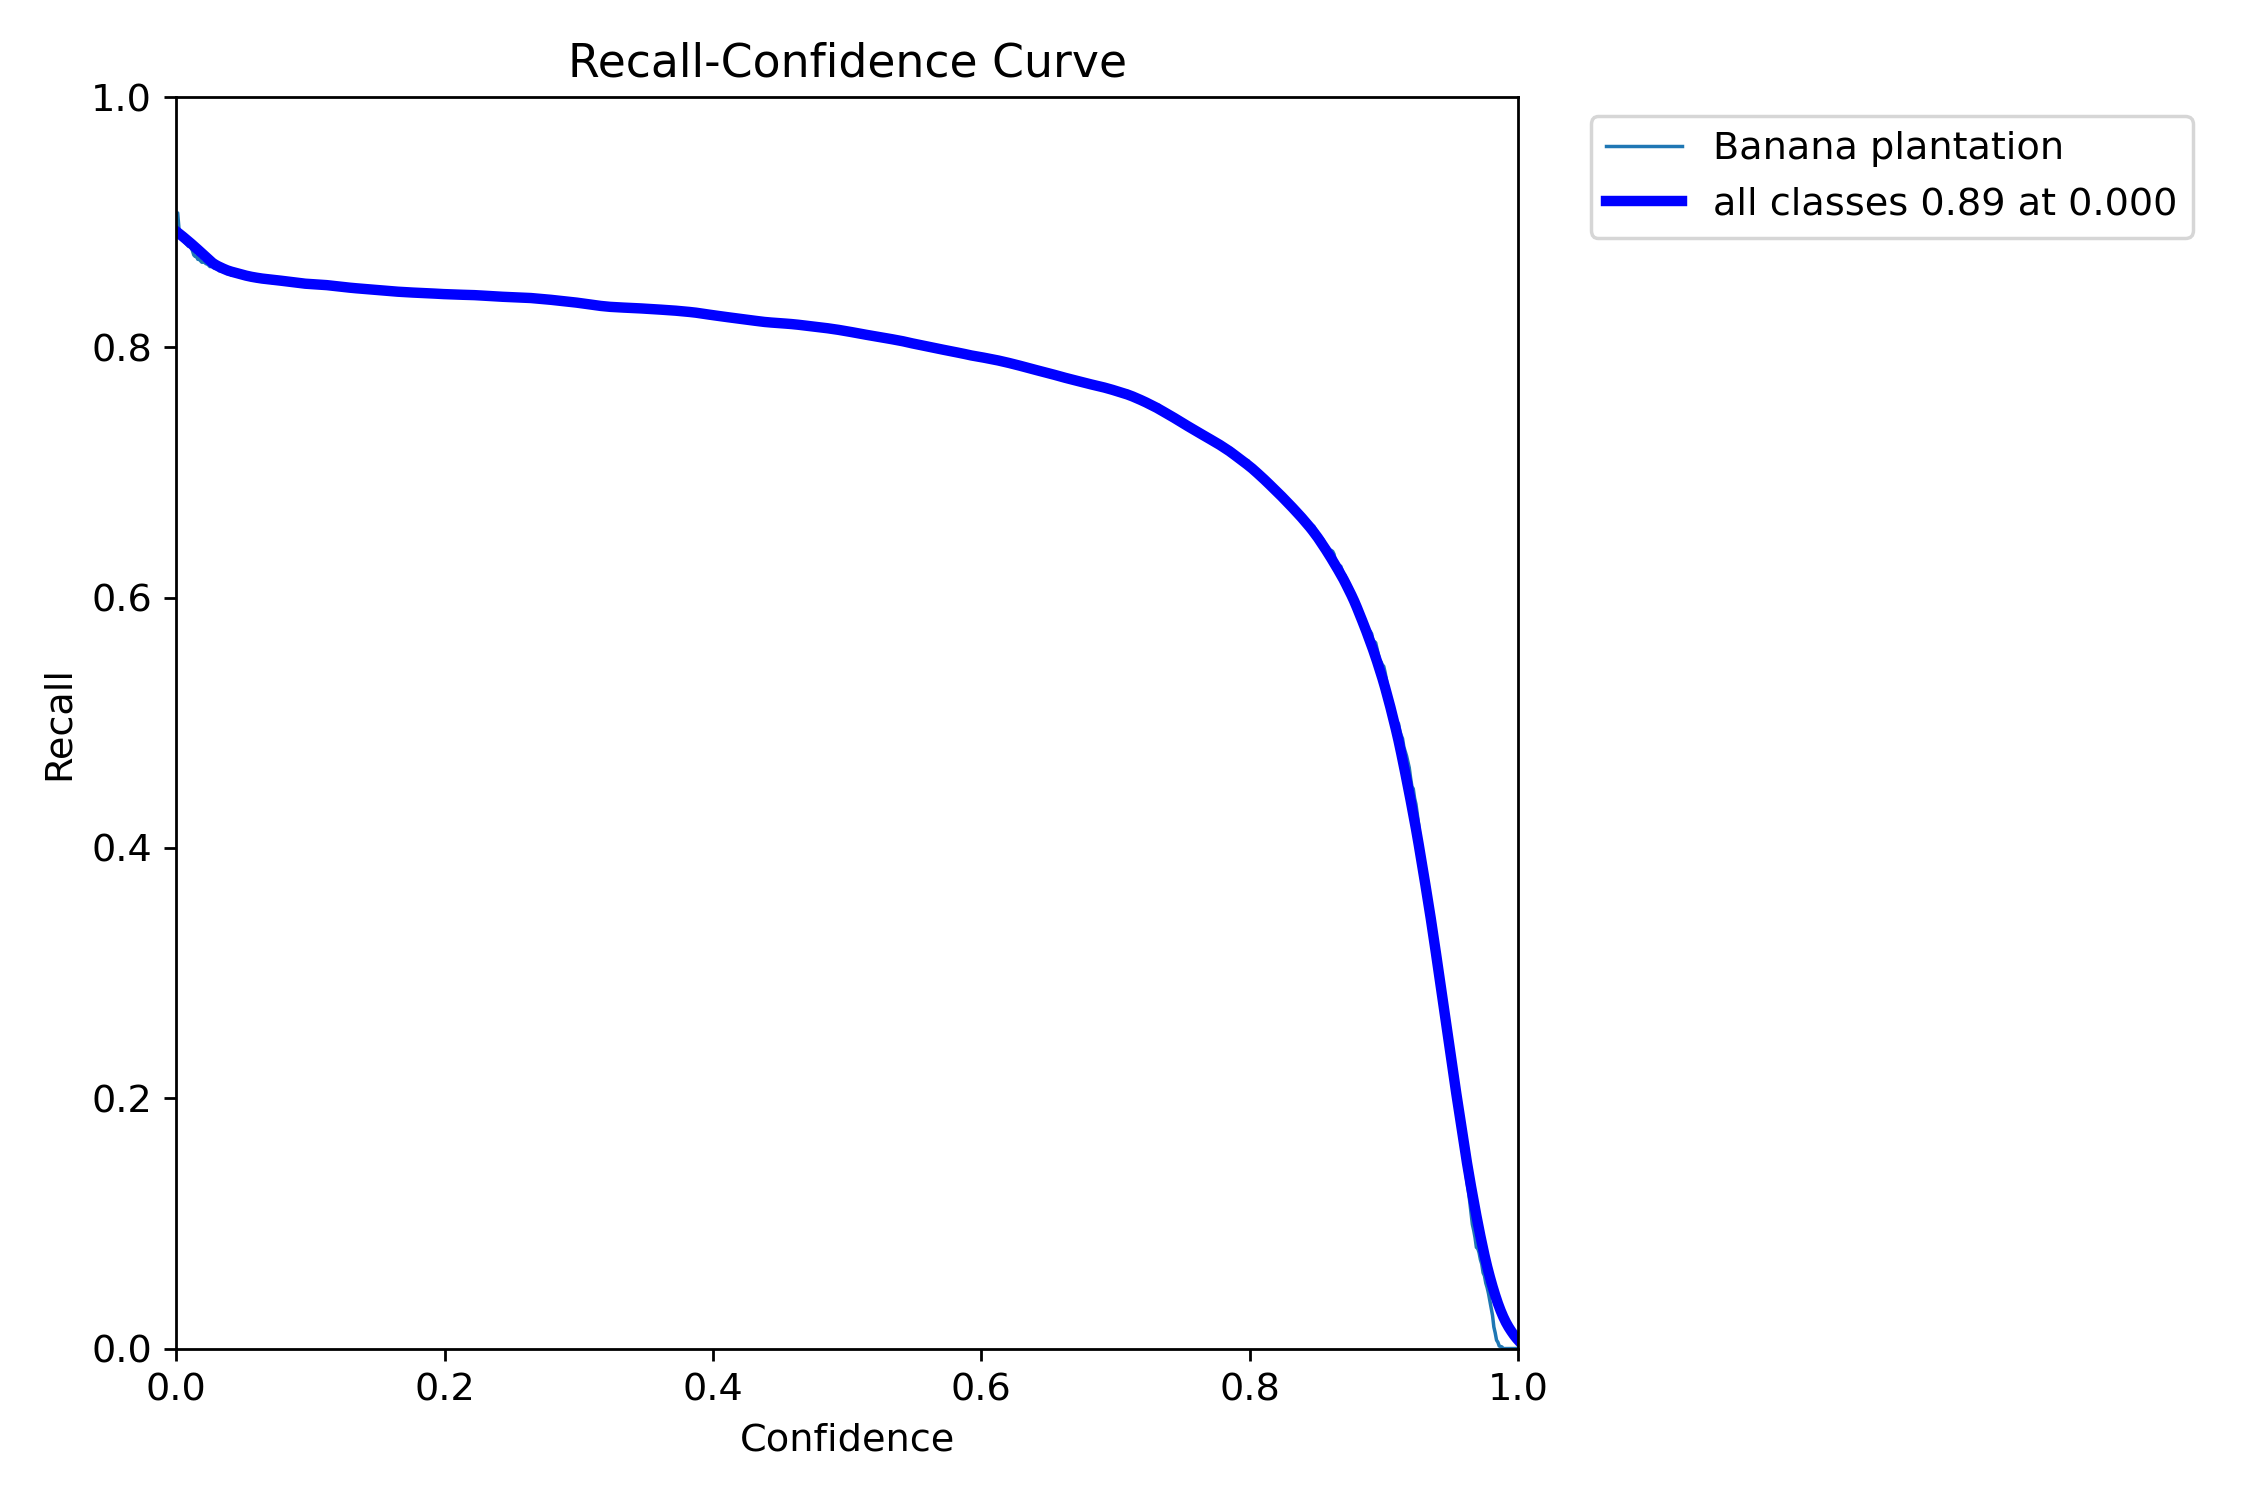 Recall-Confidence Curve
Banana plantation
all classes 0.89 at 0.000
Recall
1.0
0.8
0.6
0.4
0.2
0.0
0.0 0.2 0.4 0.6 0.8 1.0
Confidence